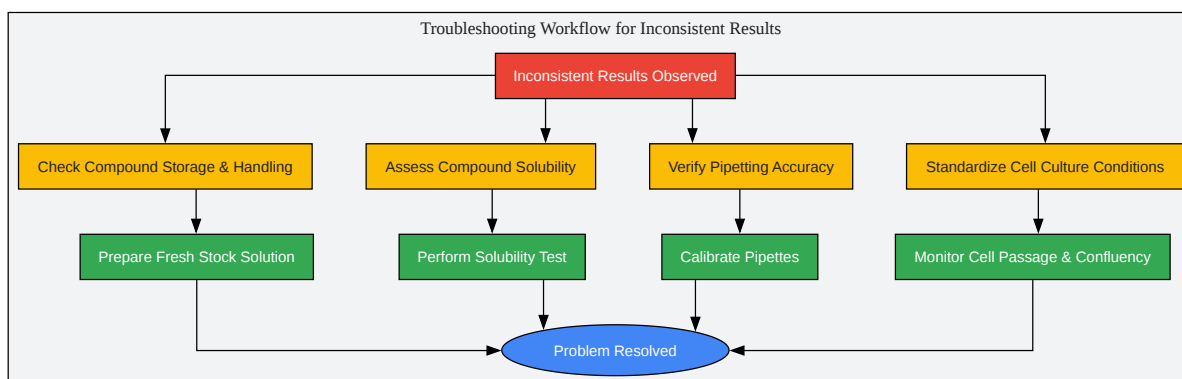 Troubleshooting Workflow for Inconsistent Results
Inconsistent Results Observed
Check Compound Storage & Handling
Assess Compound Solubility
Verify Pipetting Accuracy
Standardize Cell Culture Conditions
Prepare Fresh Stock Solution
Perform Solubility Test
Calibrate Pipettes
Monitor Cell Passage & Confluency
Problem Resolved